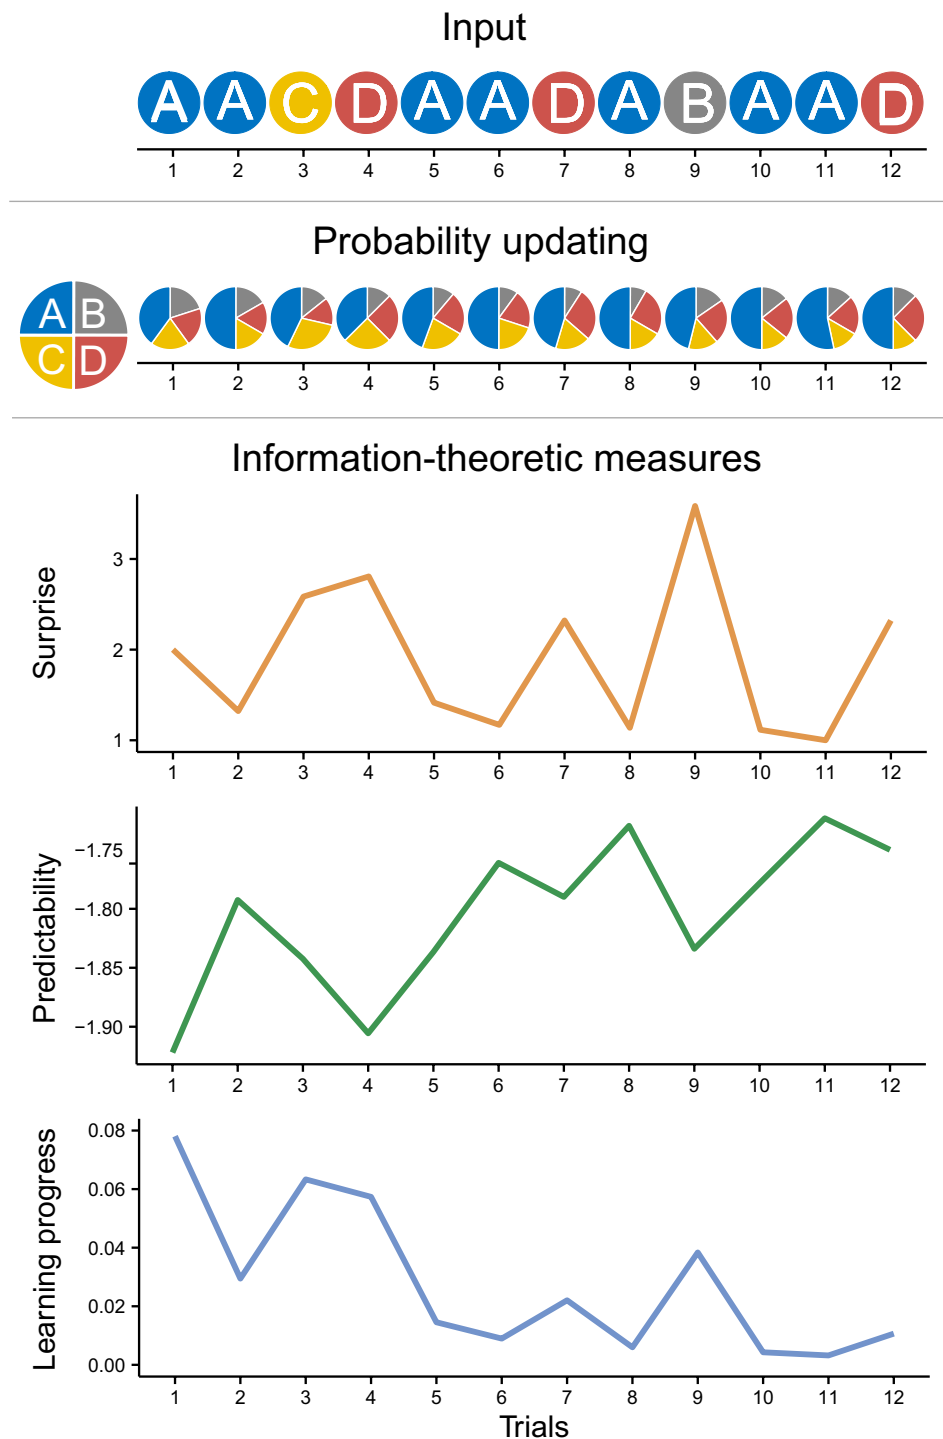 Input
A A C D A A D A B A A D
1 2 3 4 5 6 7 8 9 10 11 12
Probability updating
A B
C D
1 2 3 4 5 6 7 8 9 10 11 12
Information-theoretic measures
Surprise
3
2
1
1 2 3 4 5 6 7 8 9 10 11 12
Predictability
−1.75
−1.80
−1.85
−1.90
1 2 3 4 5 6 7 8 9 10 11 12
Learning progress
0.08
0.06
0.04
0.02
0.00
1 2 3 4 5 6 7 8 9 10 11 12
Trials